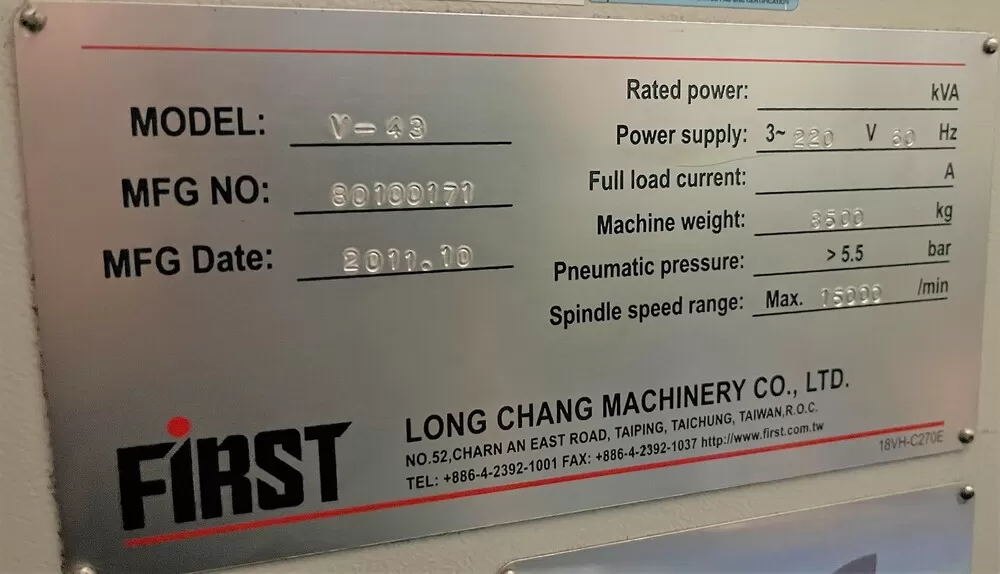 MODEL: V-43
MFG NO: 80100171
MFG Date: 2011.10
Rated power: kVA
Power supply: 3~ 220 V 60 Hz
Full load current: A
Machine weight: kg
Pneumatic pressure: > 5.5 bar
Spindle speed range: Max. 15000 /min
FIRST
LONG CHANG MACHINERY CO., LTD.
NO.52,CHARN AN EAST ROAD, TAIPING, TAICHUNG, TAIWAN,R.O.C.
TEL: +886-4-2392-1001 FAX: +886-4-2392-1037 http://www.first.com.tw
18VH-C270E